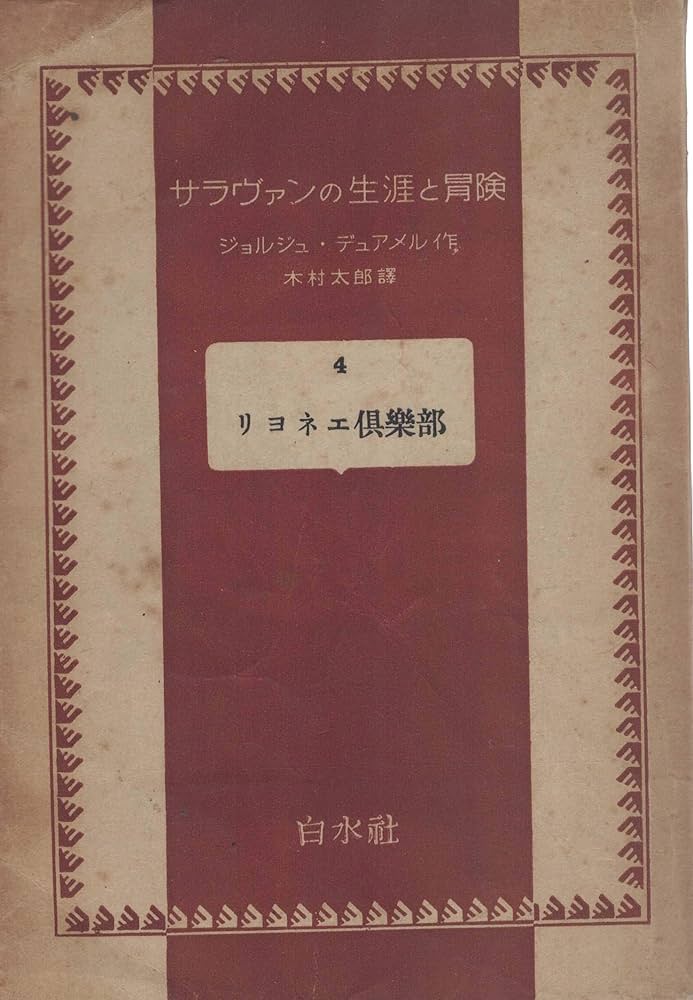 サラヴァンの生涯と冒険
ジョルジュ・デュアメル作
木村太郎譯
4
リヨネエ倶樂部
白水社